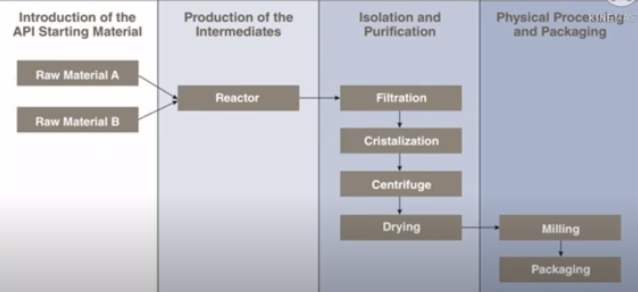 Introduction of the
API Starting Material
Production of the
Intermediates
Isolation and
Purification
Physical Processing
and Packaging
Raw Material A
Raw Material B
Reactor
Filtration
Cristalization
Centrifuge
Drying
Milling
Packaging